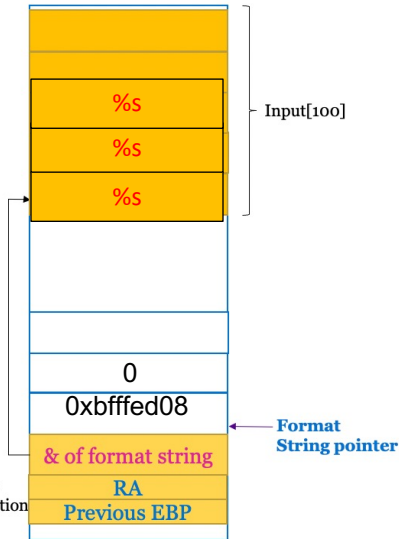 %s
%s
Input[100]
%s
0
0xbfffed08
Format
String pointer
& of format string
RA
tion
Previous EBP